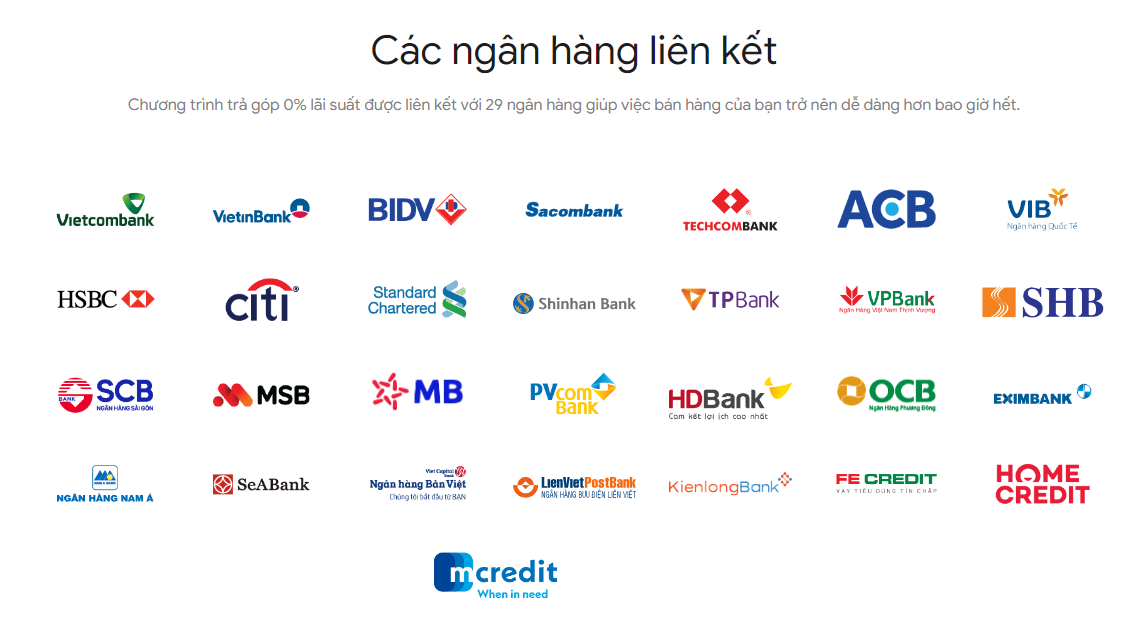 Các ngân hàng liên kết
Chương trình trả góp 0% lãi suất được liên kết với 29 ngân hàng giúp việc bán hàng của bạn trở nên dễ dàng hơn bao giờ hết.
Vietcombank
VietinBank
BIDV
Sacombank
TECHCOMBANK
ACB
VIB
Ngân hàng Quốc Tế
HSBC
citi
Standard
Chartered
Shinhan Bank
TPBank
VPBank
Ngân Hàng Việt Nam Thịnh Vượng
SHB
BANK
SCB
NGÂN HÀNG SÀI GÒN
MSB
MB
PVcom
Bank
HDBank
Cam kết lợi ích cao nhất
OCB
Ngân Hàng Phương Đông
EXIMBANK
NGÂN HÀNG NAM Á
SeABank
Viet Capital
Bank
Ngân hàng Bản Việt
Chúng tôi bắt đầu từ BẠN
LienVietPostBank
NGÂN HÀNG BƯU ĐIỆN LIÊN VIỆT
KienlongBank
FE CREDIT
VAY TIÊU DÙNG TÍN CHẤP
HOME
CREDIT
mcredit
When in need